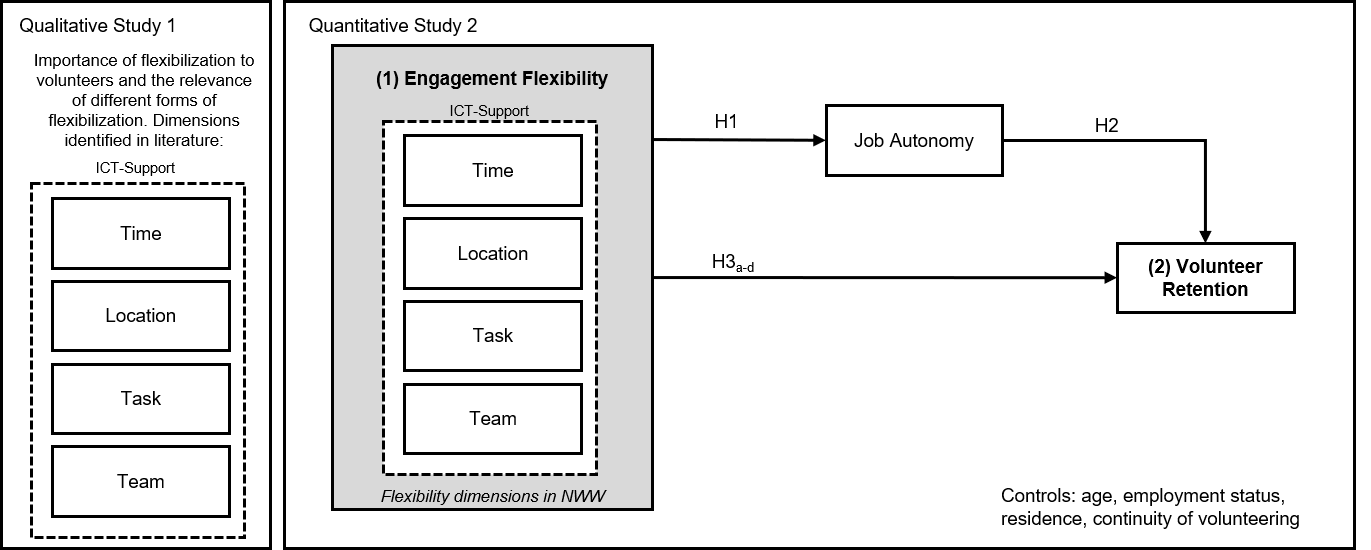 Qualitative Study 1
Importance of flexibilization to
volunteers and the relevance
of different forms of
flexibilization. Dimensions
identified in literature:
ICT-Support
Time
Location
Task
Team
Quantitative Study 2
(1) Engagement Flexibility
ICT-Support
Time
Location
Task
Team
Flexibility dimensions in NWW
H1
Job Autonomy
H2
H3a-d
(2) Volunteer
Retention
Controls: age, employment status,
residence, continuity of volunteering